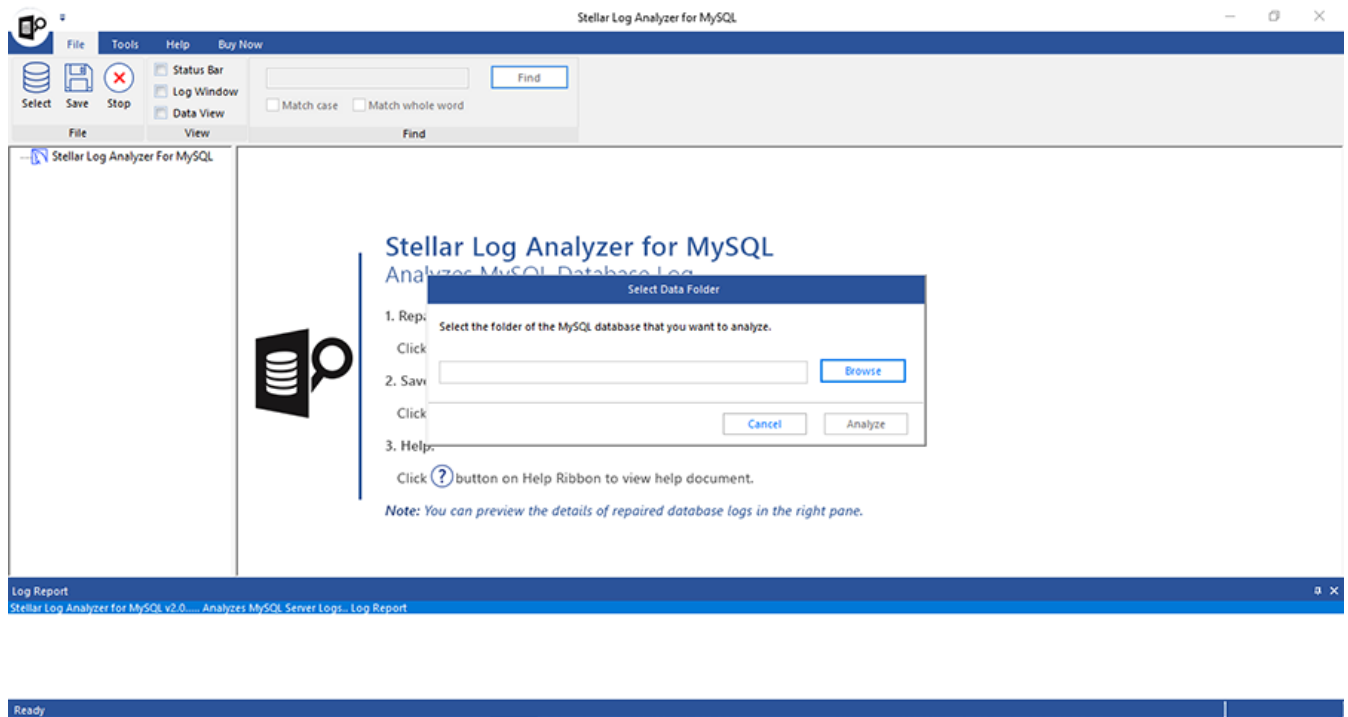 Stellar Log Analyzer for MySQL
File Tools Help Buy Now
Status Bar
Log Window
Data View
Select Save Stop
Find
Match case Match whole word
File View Find
Stellar Log Analyzer For MySQL
Stellar Log Analyzer for MySQL
Analyzes MySQL Database Log
Select Data Folder
Select the folder of the MySQL database that you want to analyze.
Browse
Cancel Analyze
1.
Click
2.
Click
3. Help:
Click ? button on Help Ribbon to view help document.
Note: You can preview the details of repaired database logs in the right pane.
Log Report
Stellar Log Analyzer for MySQL v2.0..... Analyzes MySQL Server Logs.. Log Report
Ready